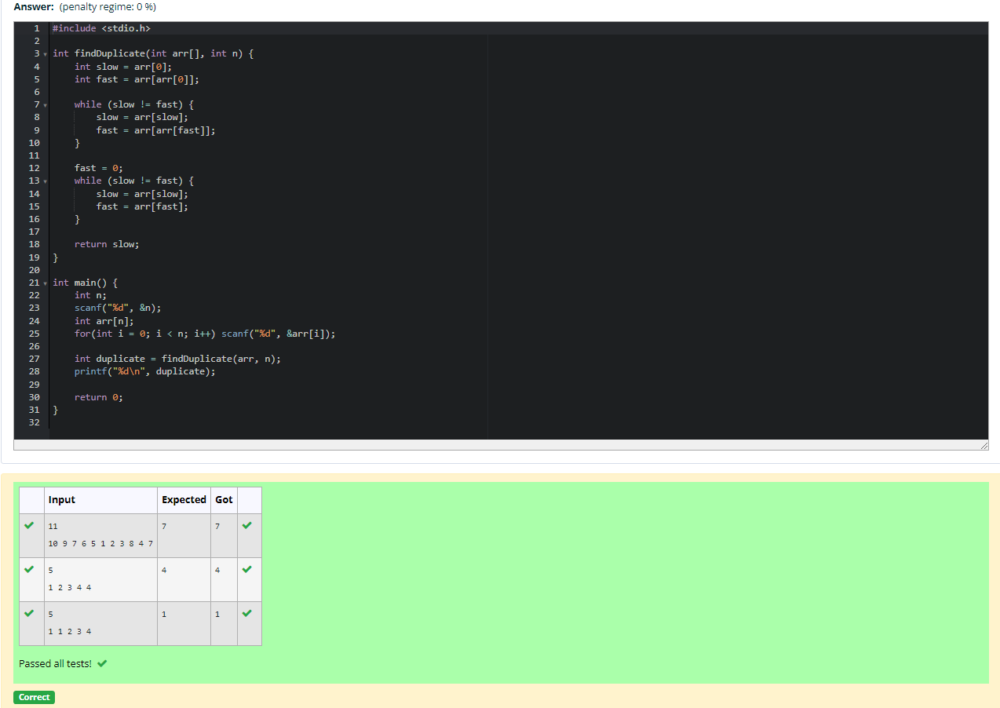 Answer: (penalty regime: 0 %)
1 #include <stdio.h>
2
3 int findDuplicate(int arr[], int n) {
4     int slow = arr[0];
5     int fast = arr[arr[0]];
6
7     while (slow != fast) {
8         slow = arr[slow];
9         fast = arr[arr[fast]];
10     }
11
12     fast = 0;
13     while (slow != fast) {
14         slow = arr[slow];
15         fast = arr[fast];
16     }
17
18     return slow;
19 }
20
21 int main() {
22     int n;
23     scanf("%d", &n);
24     int arr[n];
25     for(int i = 0; i < n; i++) scanf("%d", &arr[i]);
26
27     int duplicate = findDuplicate(arr, n);
28     printf("%d\n", duplicate);
29
30     return 0;
31 }
32
Input Expected Got
11 7 7
10 9 7 6 5 1 2 3 8 4 7
5 4 4
1 2 3 4 4
5 1 1
1 1 2 3 4
Passed all tests!
Correct